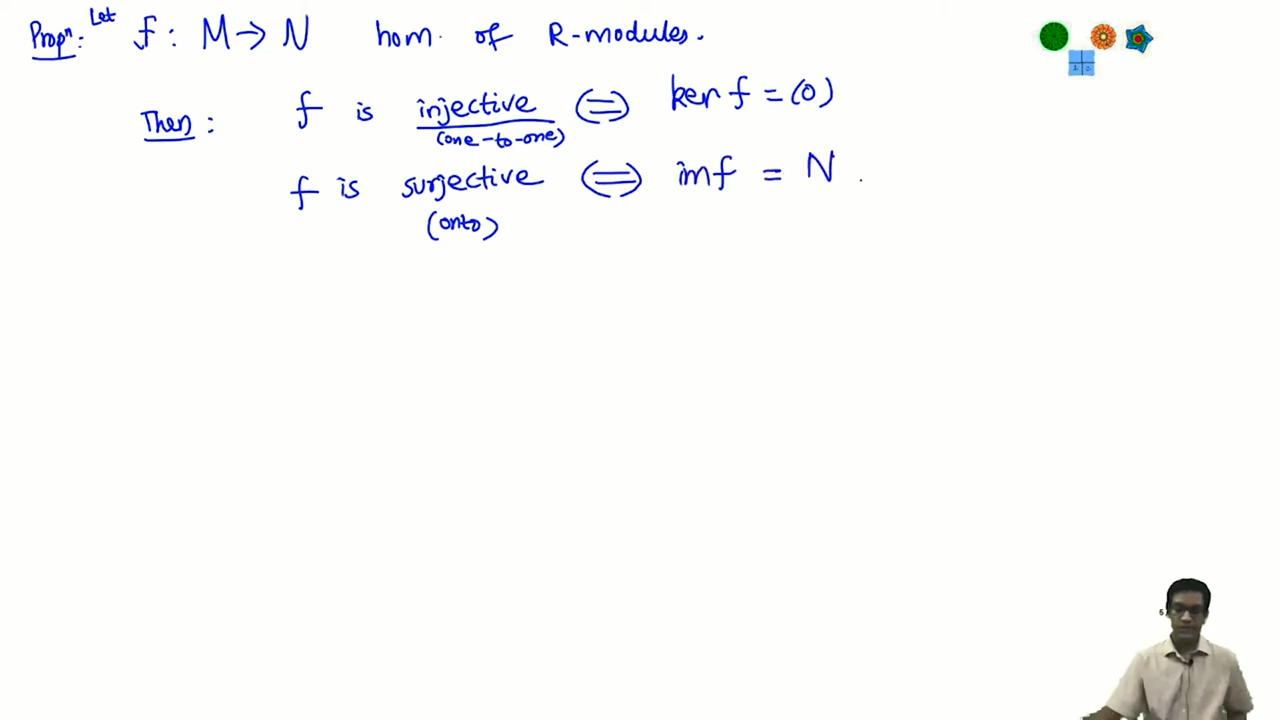 Propⁿ: Let f: M → N hom. of R-modules.
Then: f is injective ⟺ ker f = (0)
(one-to-one)
f is surjective ⟺ im f = N.
(onto)